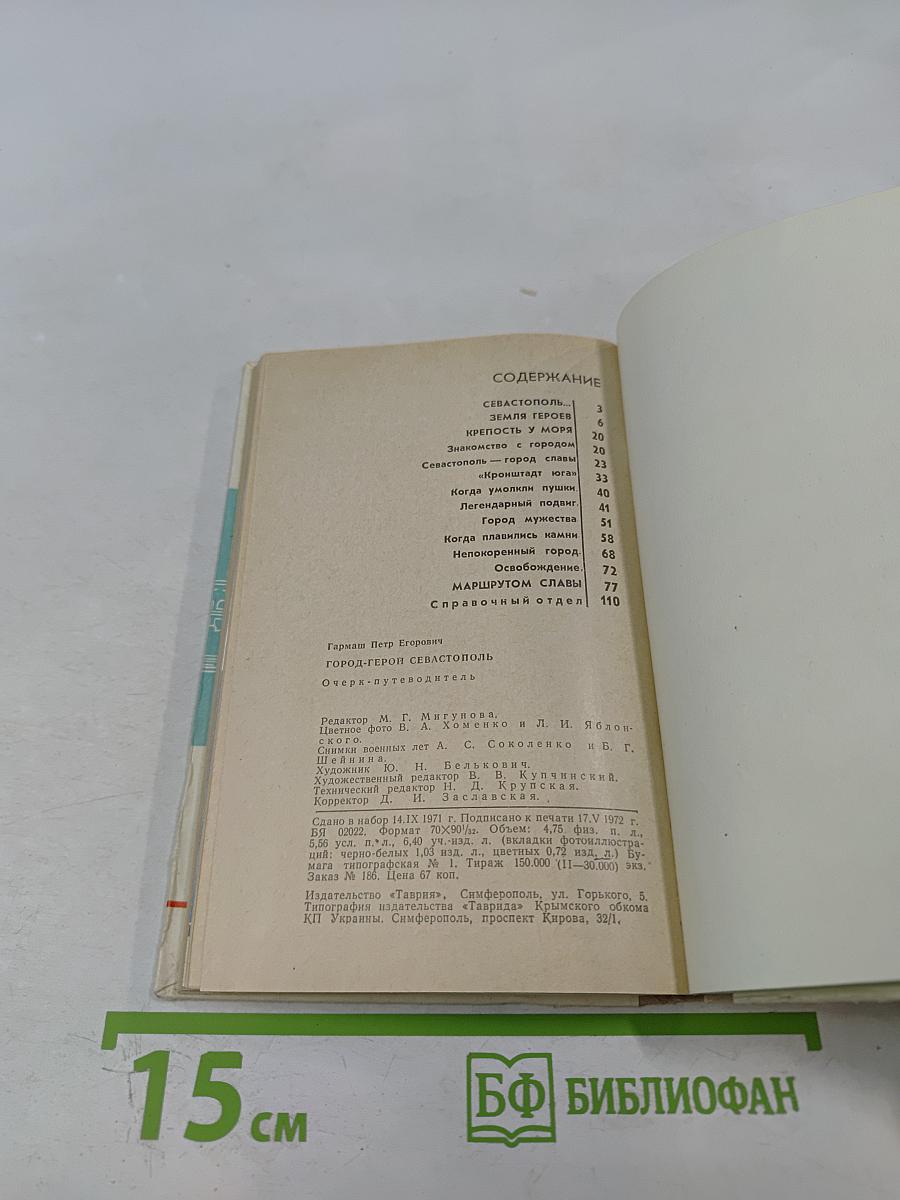 СОДЕРЖАНИЕ
СЕВАСТОПОЛЬ... 3
ЗЕМЛЯ ГЕРОЕВ 6
КРЕПОСТЬ У МОРЯ 20
Знакомство с городом 20
Севастополь — город славы 23
«Кронштадт юга» 33
Когда умолкли пушки. 40
Легендарный подвиг. 41
Город мужества 51
Когда плавились камни 58
Непокоренный город. 68
Освобождение. 72
МАРШРУТОМ СЛАВЫ 77
Справочный отдел 110
Гармаш Петр Егорович
ГОРОД-ГЕРОЙ СЕВАСТОПОЛЬ
Очерк-путеводитель
Редактор М. Г. Мигунова.
Цветное фото В. А. Хоменко и Л. И. Яблон-
ского.
Снимки военных лет А. С. Соколенко и Б. Г.
Шейнина.
Художник Ю. Н. Белькович.
Художественный редактор В. В. Купчинский.
Технический редактор Н. Д. Крупская.
Корректор Д. И. Заславская.
Сдано в набор 14.IX 1971 г. Подписано к печати 17.V 1972 г.
БЯ 02022. Формат 70×90¹/₃₂. Объем: 4,75 физ. п. л.,
5,56 усл. п. л., 6,40 уч.-изд. л. (вкладки фотоиллюстра-
ций: черно-белых 1,03 изд. л., цветных 0,72 изд. л.) Бу-
мага типографская № 1. Тираж 150.000 (II—30.000) экз.
Заказ № 186. Цена 67 коп.
Издательство «Таврия», Симферополь, ул. Горького, 5.
Типография издательства «Таврида» Крымского обкома
КП Украины. Симферополь, проспект Кирова, 32/1.
15 см
БФ БИБЛИОФАН